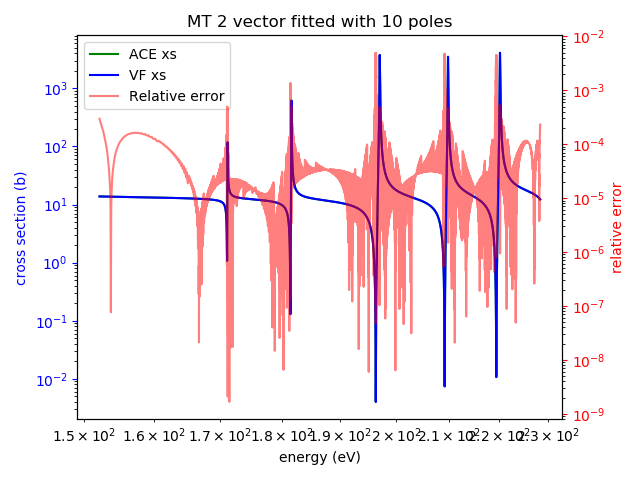 MT 2 vector fitted with 10 poles
ACE xs
VF xs
Relative error
cross section (b)
10³
10²
10¹
10⁰
10⁻¹
10⁻²
10⁻²
10⁻³
10⁻⁴
10⁻⁵
10⁻⁶
10⁻⁷
10⁻⁸
10⁻⁹
relative error
1.5 × 10² 1.6 × 10² 1.7 × 10² 1.8 × 10² 1.9 × 10² 2 × 10² 2.1 × 10² 2.2 × 10² 2.3 × 10²
energy (eV)